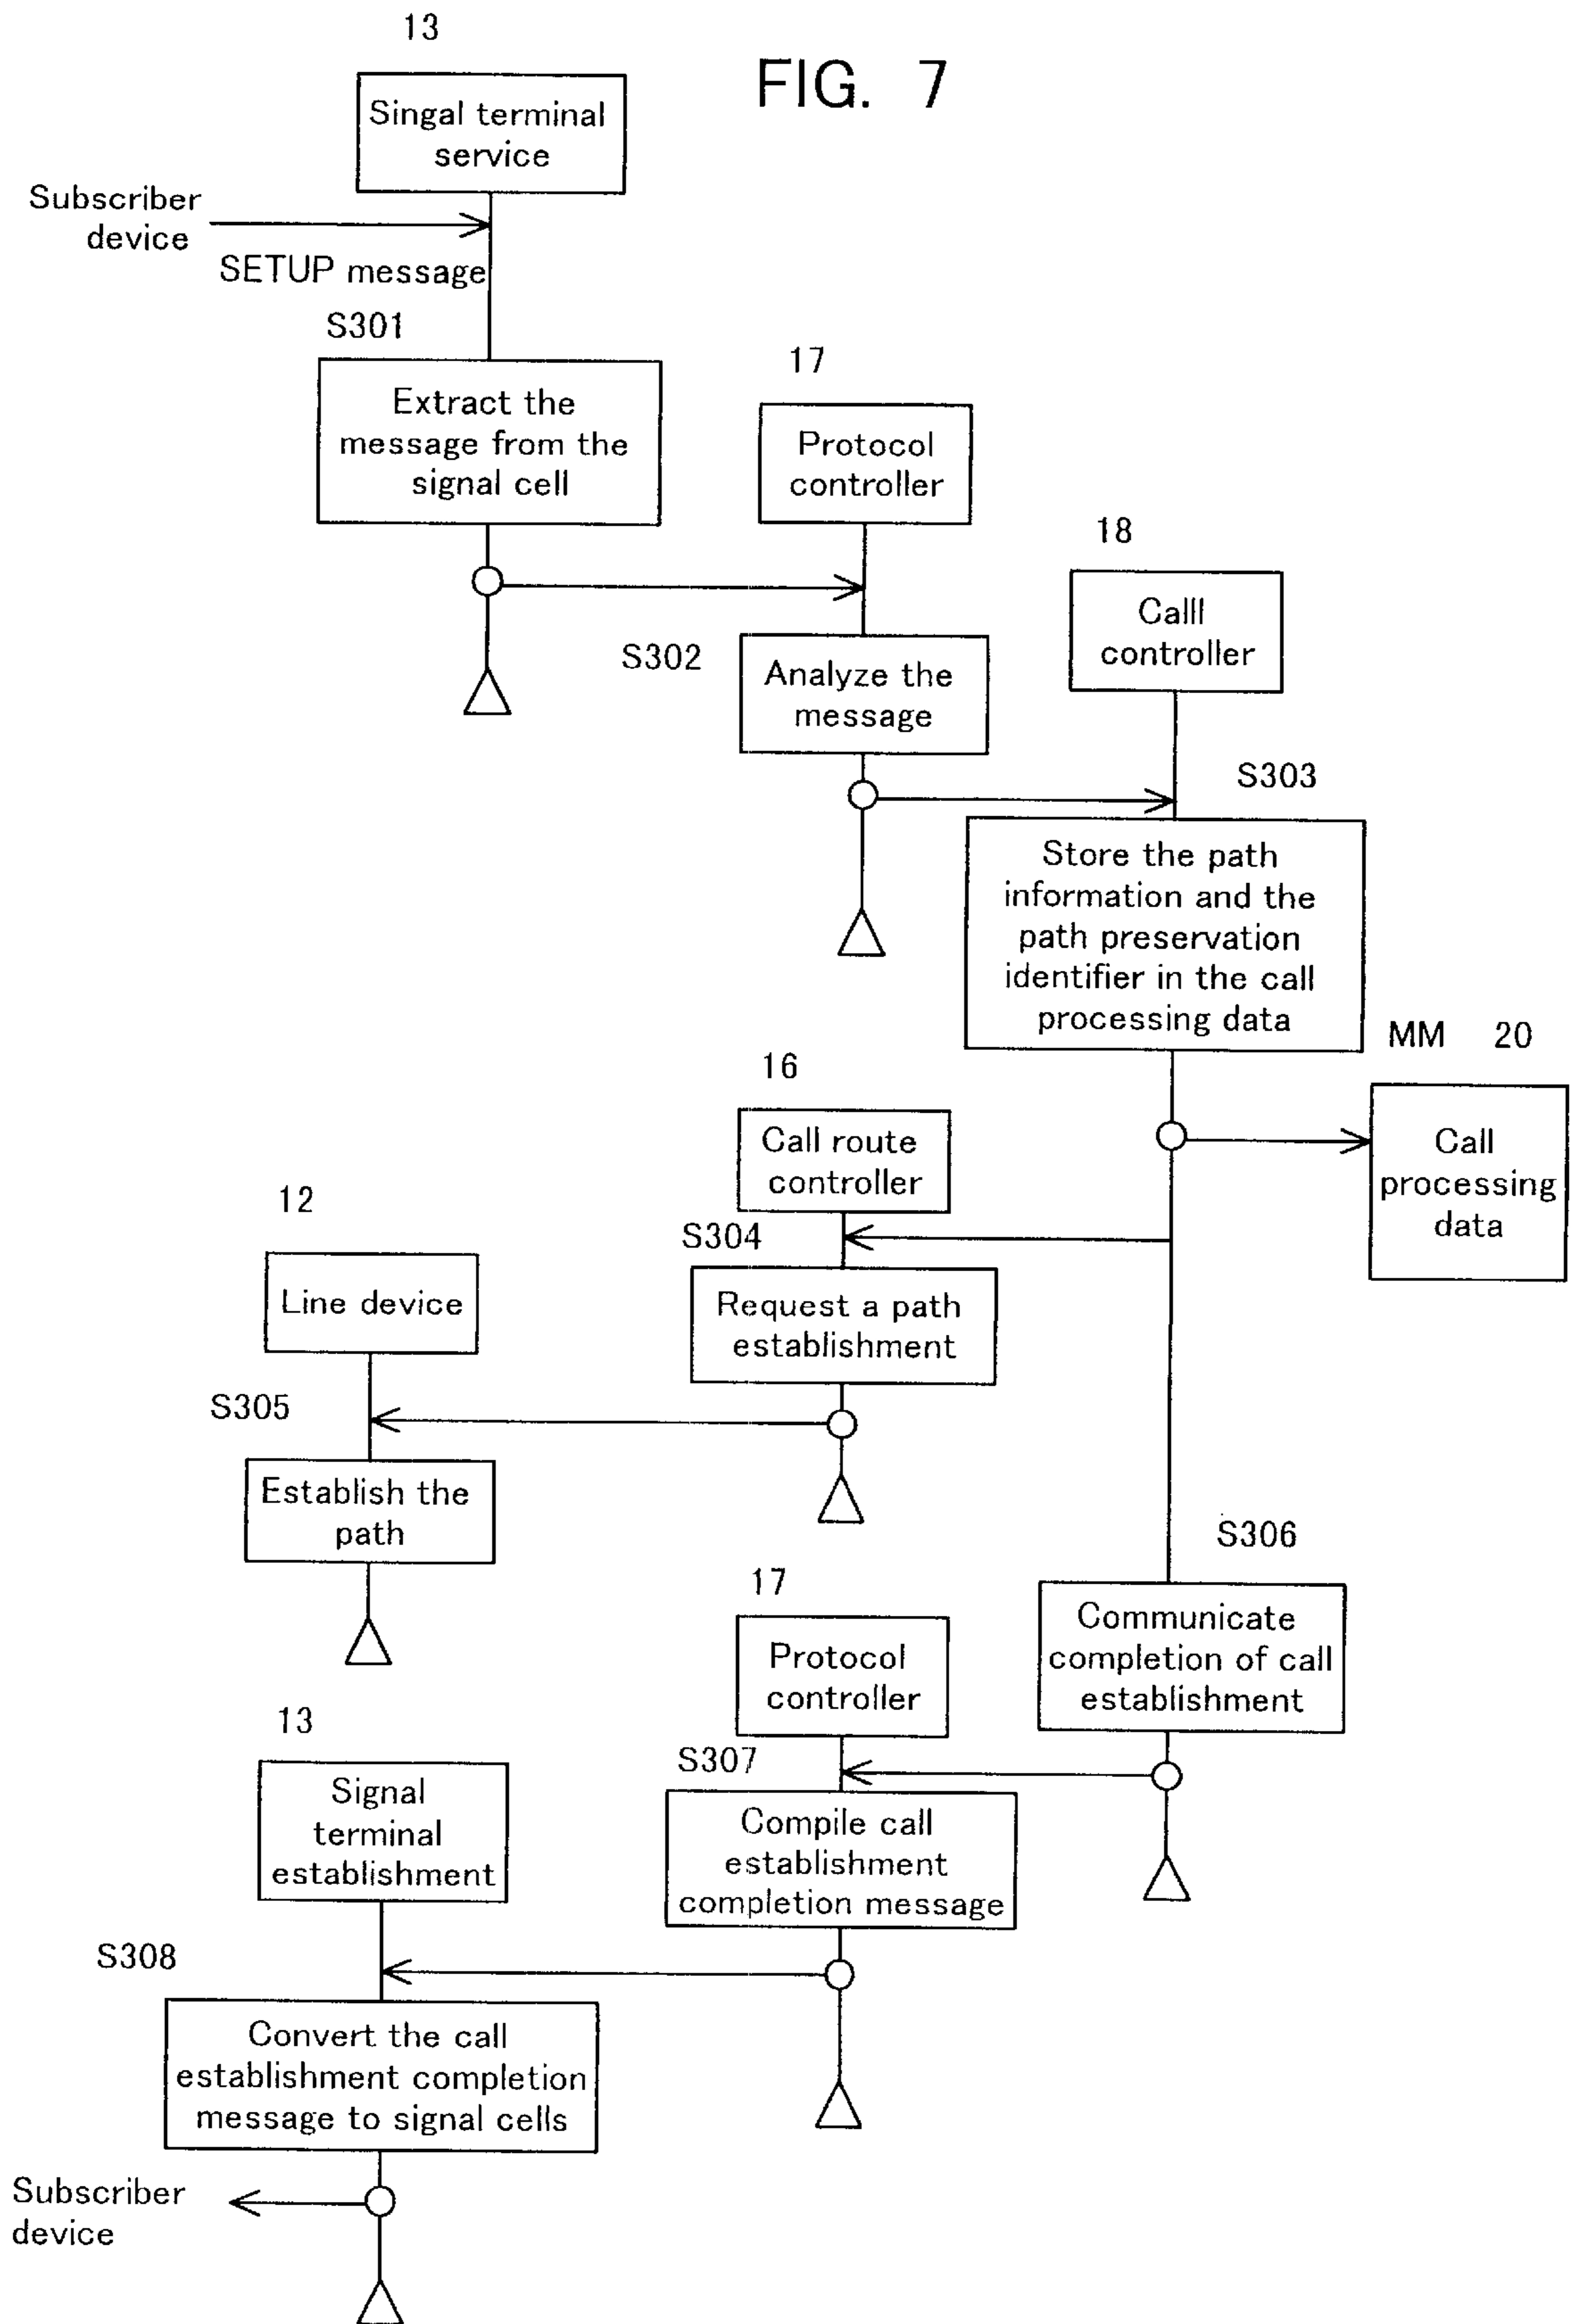 13
FIG. 7
Singal terminal
service
Subscriber
device
SETUP message
S301
Extract the
message from the
signal cell
17
Protocol
controller
18
Calll
controller
S302
Analyze the
message
S303
Store the path
information and the
path preservation
identifier in the call
processing data
MM 20
Call
processing
data
16
Call route
controller
S304
Request a path
establishment
12
Line device
S305
Establish the
path
S306
Communicate
completion of call
establishment
17
Protocol
controller
S307
Compile call
establishment
completion message
13
Signal
terminal
establishment
S308
Convert the call
establishment completion
message to signal cells
Subscriber
device